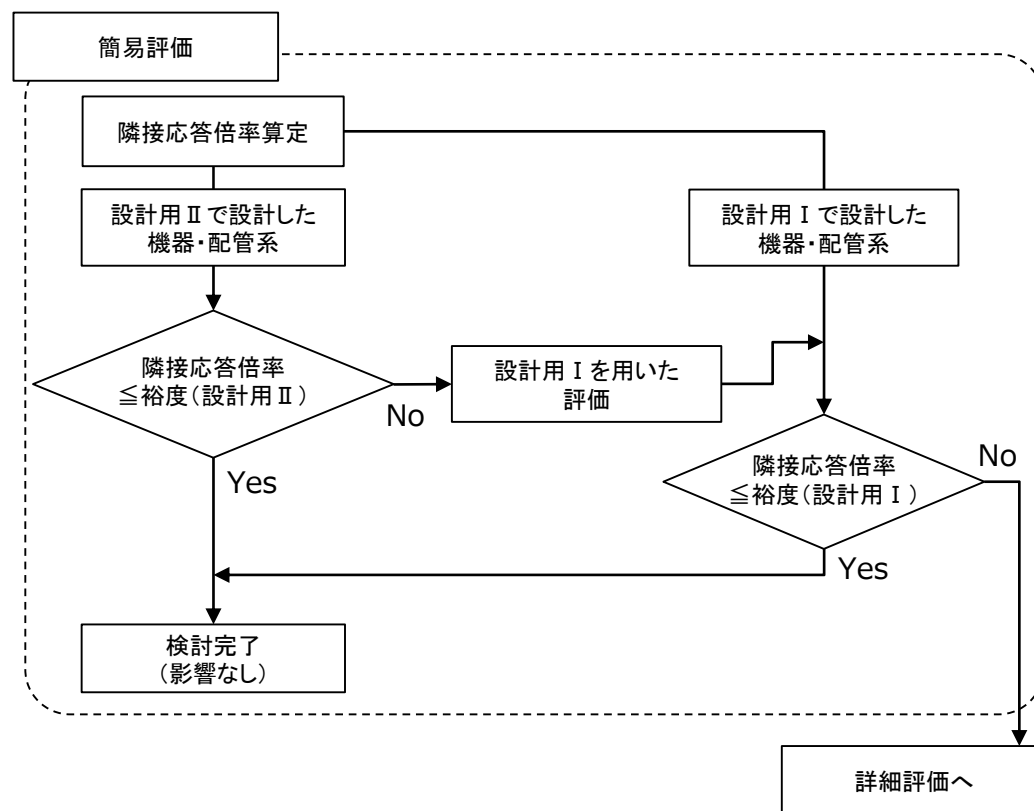 簡易評価
隣接応答倍率算定
設計用Ⅱで設計した
機器・配管系
設計用Ⅰで設計した
機器・配管系
隣接応答倍率
≦裕度(設計用Ⅱ)
No
設計用Ⅰを用いた
評価
Yes
隣接応答倍率
≦裕度(設計用Ⅰ)
No
Yes
検討完了
(影響なし)
詳細評価へ